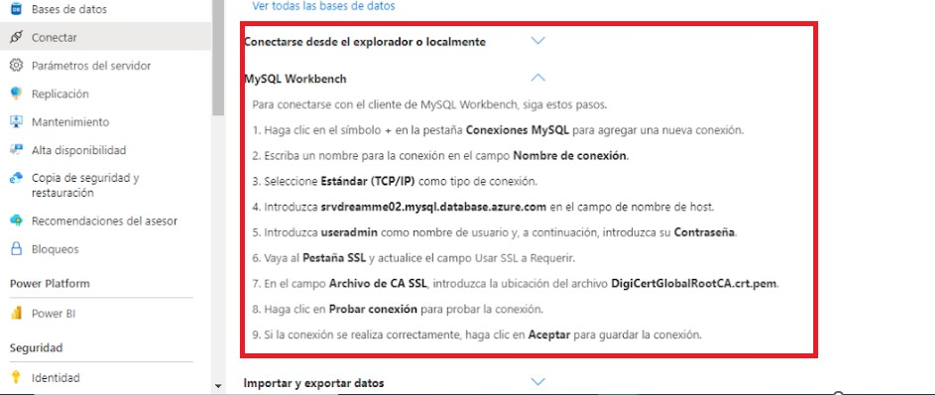 Bases de datos
Conectar
Parámetros del servidor
Replicación
Mantenimiento
Alta disponibilidad
Copia de seguridad y
restauración
Recomendaciones del asesor
Bloqueos
Power Platform
Power BI
Seguridad
Identidad
Ver todas las bases de datos
Conectarse desde el explorador o localmente
MySQL Workbench
Para conectarse con el cliente de MySQL Workbench, siga estos pasos.
1. Haga clic en el símbolo + en la pestaña Conexiones MySQL para agregar una nueva conexión.
2. Escriba un nombre para la conexión en el campo Nombre de conexión.
3. Seleccione Estándar (TCP/IP) como tipo de conexión.
4. Introduzca srvdreamme02.mysql.database.azure.com en el campo de nombre de host.
5. Introduzca useradmin como nombre de usuario y, a continuación, introduzca su Contraseña.
6. Vaya al Pestaña SSL y actualice el campo Usar SSL a Requerir.
7. En el campo Archivo de CA SSL, introduzca la ubicación del archivo DigiCertGlobalRootCA.crt.pem.
8. Haga clic en Probar conexión para probar la conexión.
9. Si la conexión se realiza correctamente, haga clic en Aceptar para guardar la conexión.
Importar y exportar datos